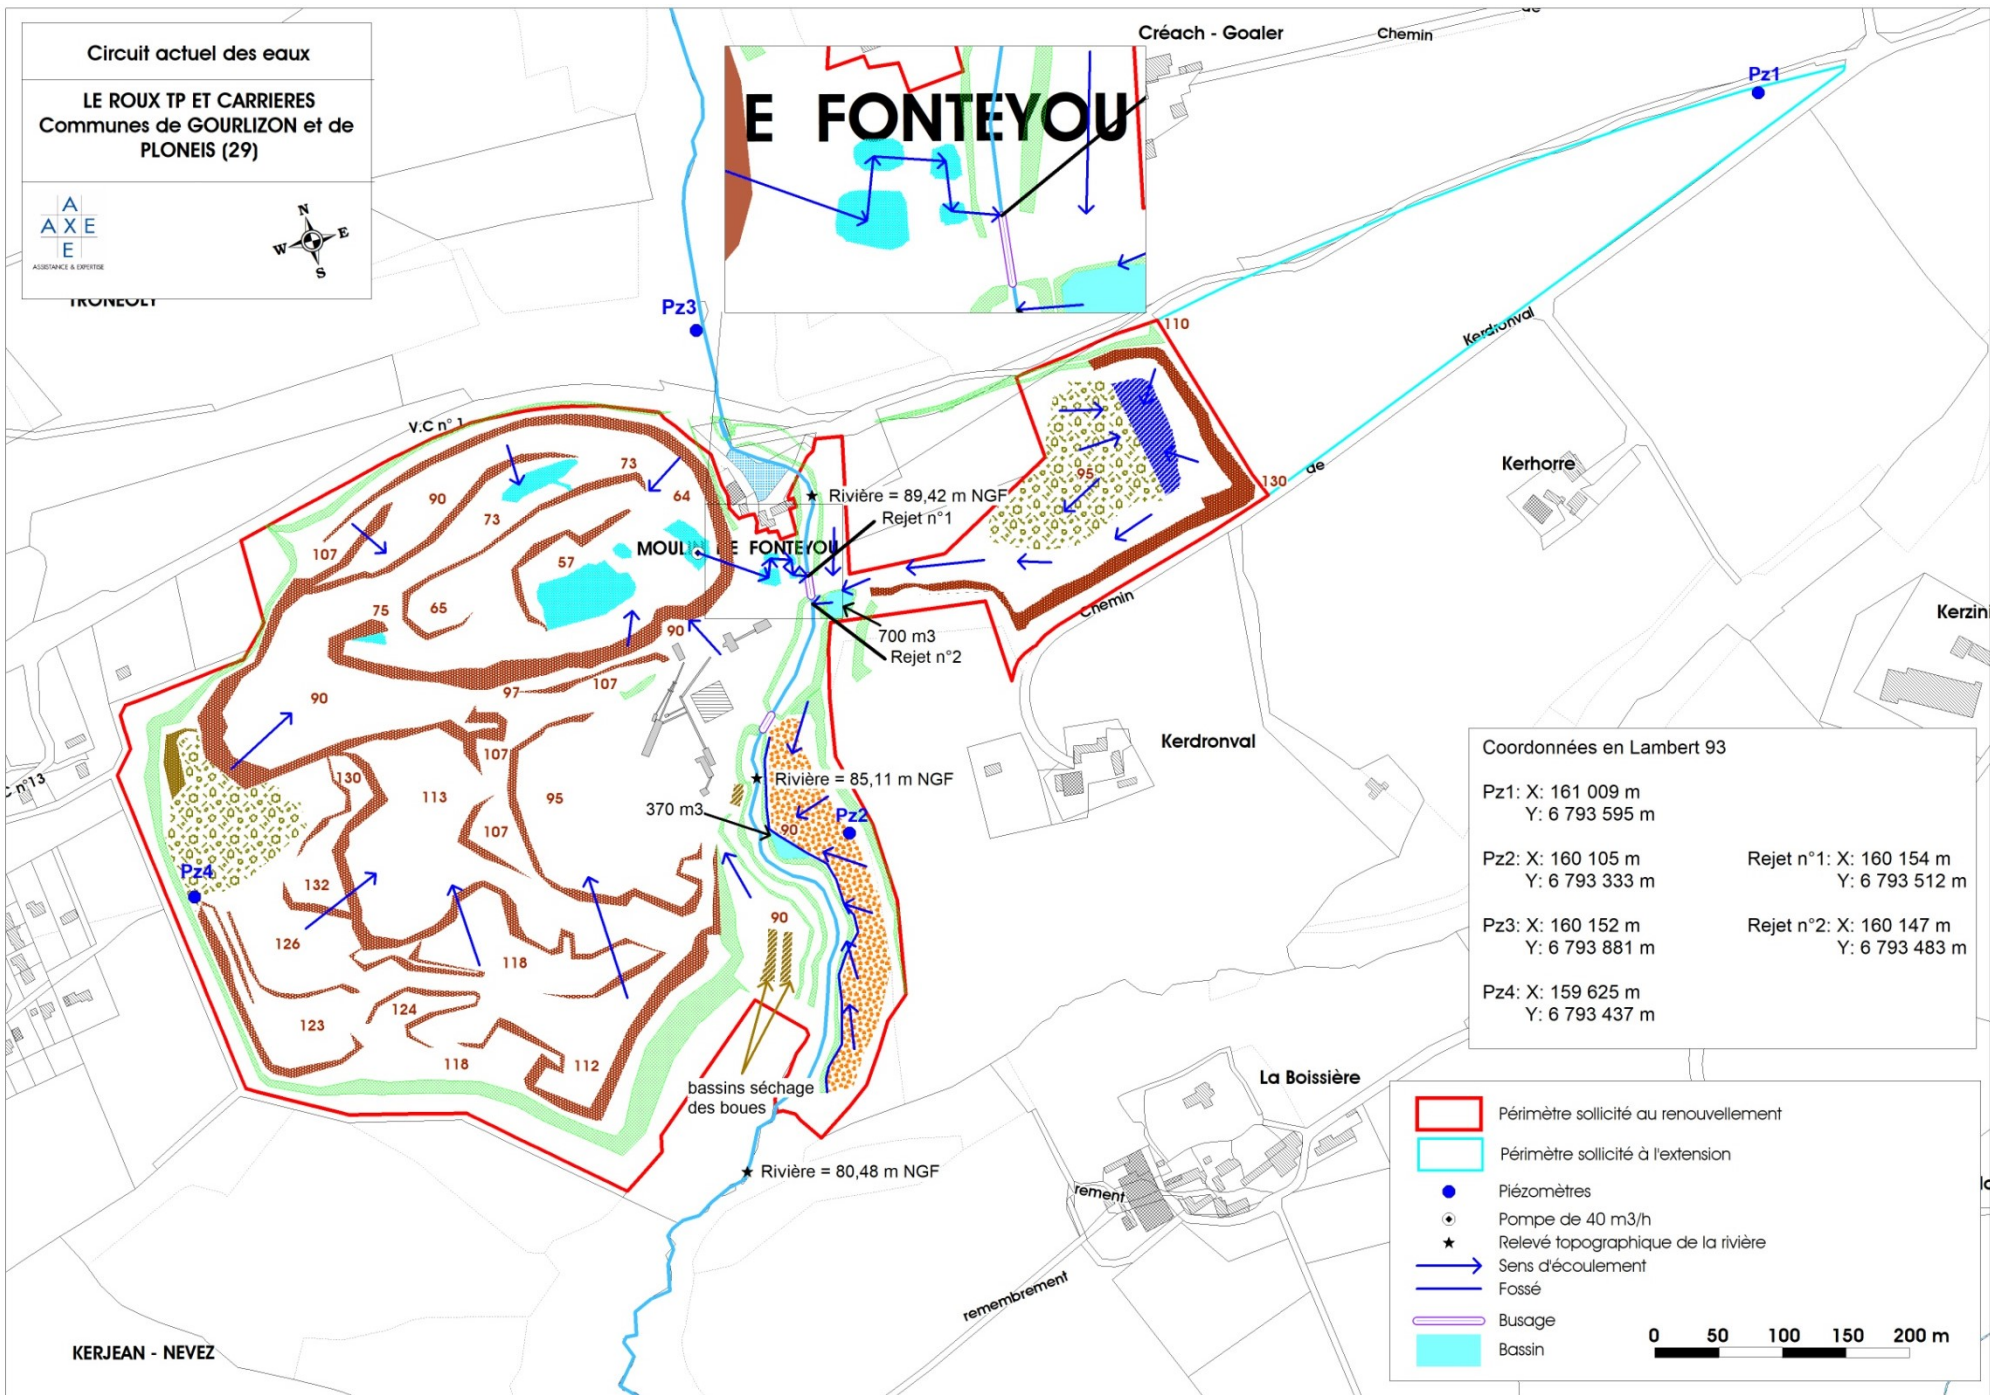 Circuit actuel des eaux
LE ROUX TP ET CARRIERES
Communes de GOURLIZON et de
PLONEIS (29)
A
A X E
E
ASSISTANCE & EXPERTISE
N
W E
S
TRONEOLY
E FONTEYOU
Créach - Goaler
Chemin
de
Pz1
Pz3
Kerdronval
de
Chemin
110
130
95
Kerhorre
Kerzini
V.C n° 1
73
90
73
64
107
57
65
75
90
MOULIN DE FONTEYOU
Rivière = 89,42 m NGF
Rejet n°1
700 m3
Rejet n°2
90
97
107
107
130
113
95
107
C n°13
Pz4
132
126
118
124
123
118
112
Rivière = 85,11 m NGF
370 m3
90
Pz2
90
bassins séchage
des boues
Rivière = 80,48 m NGF
Kerdronval
La Boissière
rement
remembrement
KERJEAN - NEVEZ
Coordonnées en Lambert 93
Pz1: X: 161 009 m
Y: 6 793 595 m
Pz2: X: 160 105 m
Y: 6 793 333 m
Rejet n°1: X: 160 154 m
Y: 6 793 512 m
Pz3: X: 160 152 m
Y: 6 793 881 m
Rejet n°2: X: 160 147 m
Y: 6 793 483 m
Pz4: X: 159 625 m
Y: 6 793 437 m
Périmètre sollicité au renouvellement
Périmètre sollicité à l'extension
Piézomètres
Pompe de 40 m3/h
Relevé topographique de la rivière
Sens d'écoulement
Fossé
Busage
Bassin
0 50 100 150 200 m